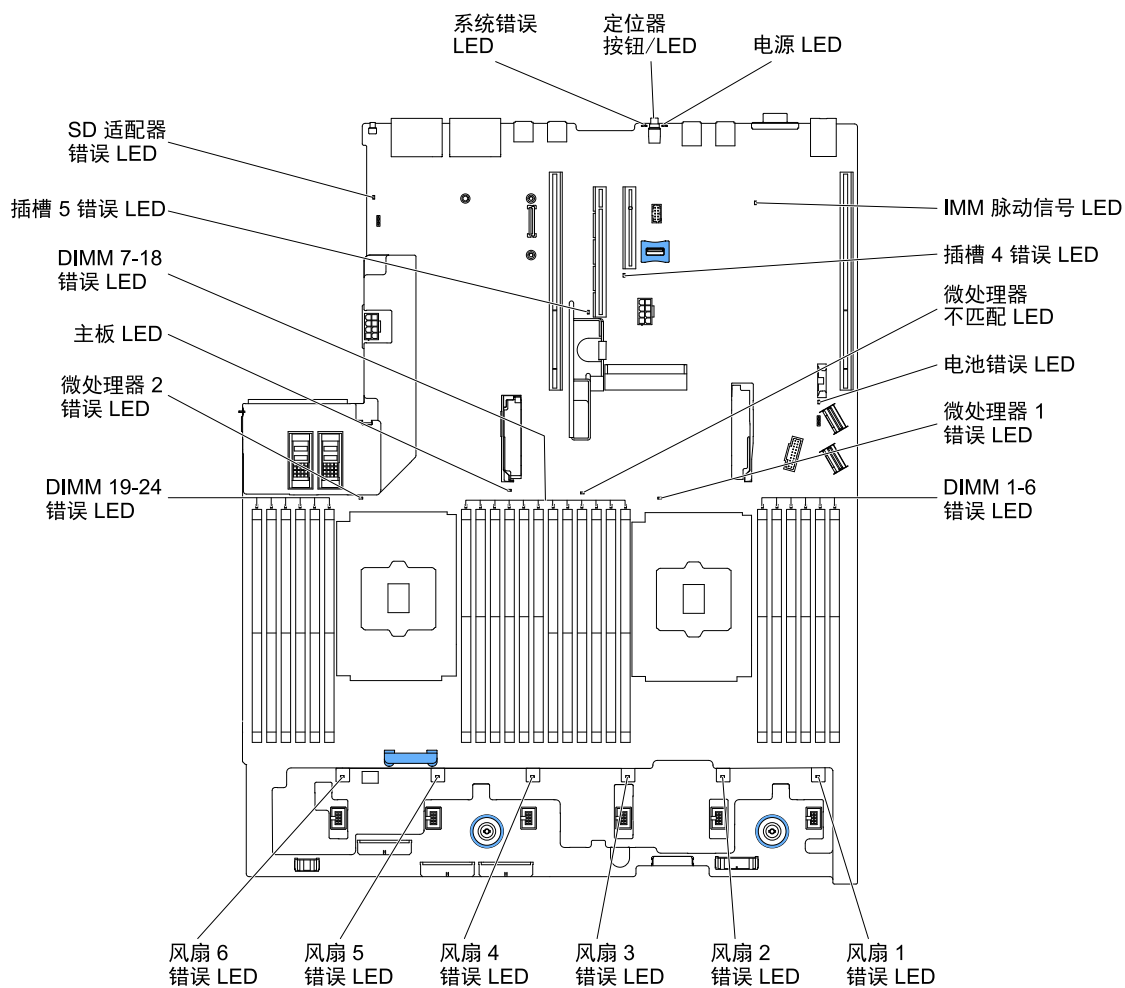 系统错误
LED
定位器
按钮/LED
电源 LED
SD 适配器
错误 LED
插槽 5 错误 LED
DIMM 7-18
错误 LED
主板 LED
微处理器 2
错误 LED
DIMM 19-24
错误 LED
IMM 脉动信号 LED
插槽 4 错误 LED
微处理器
不匹配 LED
电池错误 LED
微处理器 1
错误 LED
DIMM 1-6
错误 LED
风扇 6
错误 LED
风扇 5
错误 LED
风扇 4
错误 LED
风扇 3
错误 LED
风扇 2
错误 LED
风扇 1
错误 LED